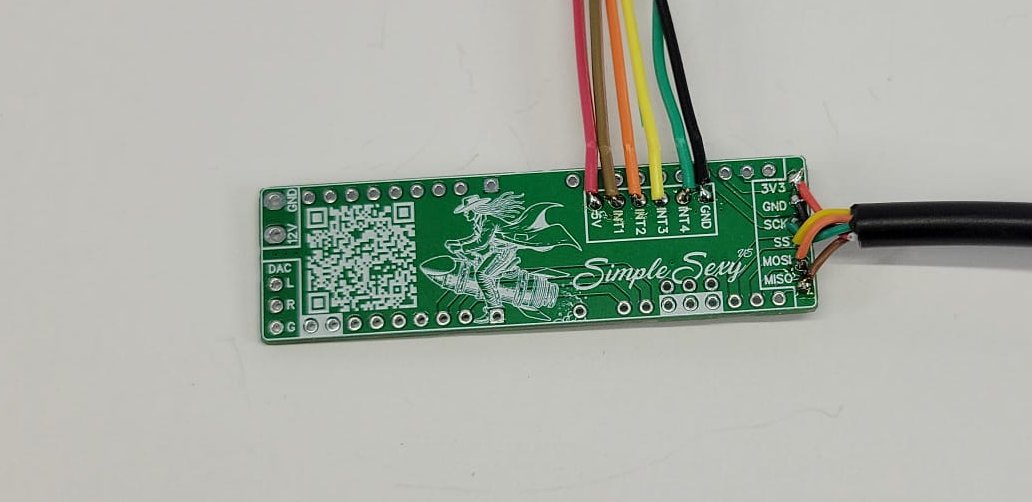 GND
12V
DAC
L
R
G
5V
INT1
INT2
INT3
INT4
GND
Simple Sexy
V5
3V3
GND
SCK
SS
MOSI
MISO